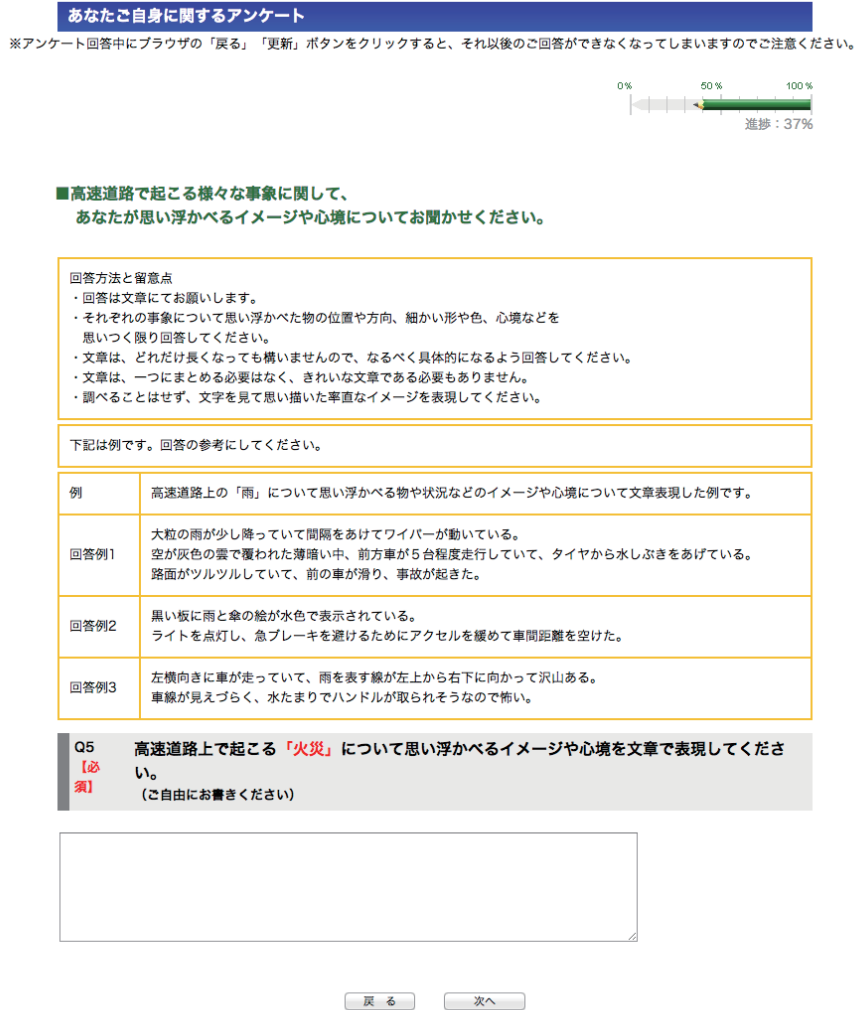 あなたご自身に関するアンケート
※アンケート回答中にブラウザの「戻る」「更新」ボタンをクリックすると、それ以後のご回答ができなくなってしまいますのでご注意ください。
0% 50% 100%
進捗：37%
■高速道路で起こる様々な事象に関して、
あなたが思い浮かべるイメージや心境についてお聞かせください。
回答方法と留意点
・回答は文章にてお願いします。
・それぞれの事象について思い浮かべた物の位置や方向、細かい形や色、心境などを
思いつく限り回答してください。
・文章は、どれだけ長くなっても構いませんので、なるべく具体的になるよう回答してください。
・文章は、一つにまとめる必要はなく、きれいな文章である必要もありません。
・調べることはせず、文字を見て思い描いた率直なイメージを表現してください。
下記は例です。回答の参考にしてください。
例 高速道路上の「雨」について思い浮かべる物や状況などのイメージや心境について文章表現した例です。
回答例1
大粒の雨が少し降っていて間隔をあけてワイパーが動いている。
空が灰色の雲で覆われた薄暗い中、前方車が５台程度走行していて、タイヤから水しぶきをあげている。
路面がツルツルしていて、前の車が滑り、事故が起きた。
回答例2
黒い板に雨と傘の絵が水色で表示されている。
ライトを点灯し、急ブレーキを避けるためにアクセルを緩めて車間距離を空けた。
回答例3
左横向きに車が走っていて、雨を表す線が左上から右下に向かって沢山ある。
車線が見えづらく、水たまりでハンドルが取られそうなので怖い。
Q5
【必
須】
高速道路上で起こる「火災」について思い浮かべるイメージや心境を文章で表現してくださ
い。
（ご自由にお書きください）
戻 る 次へ